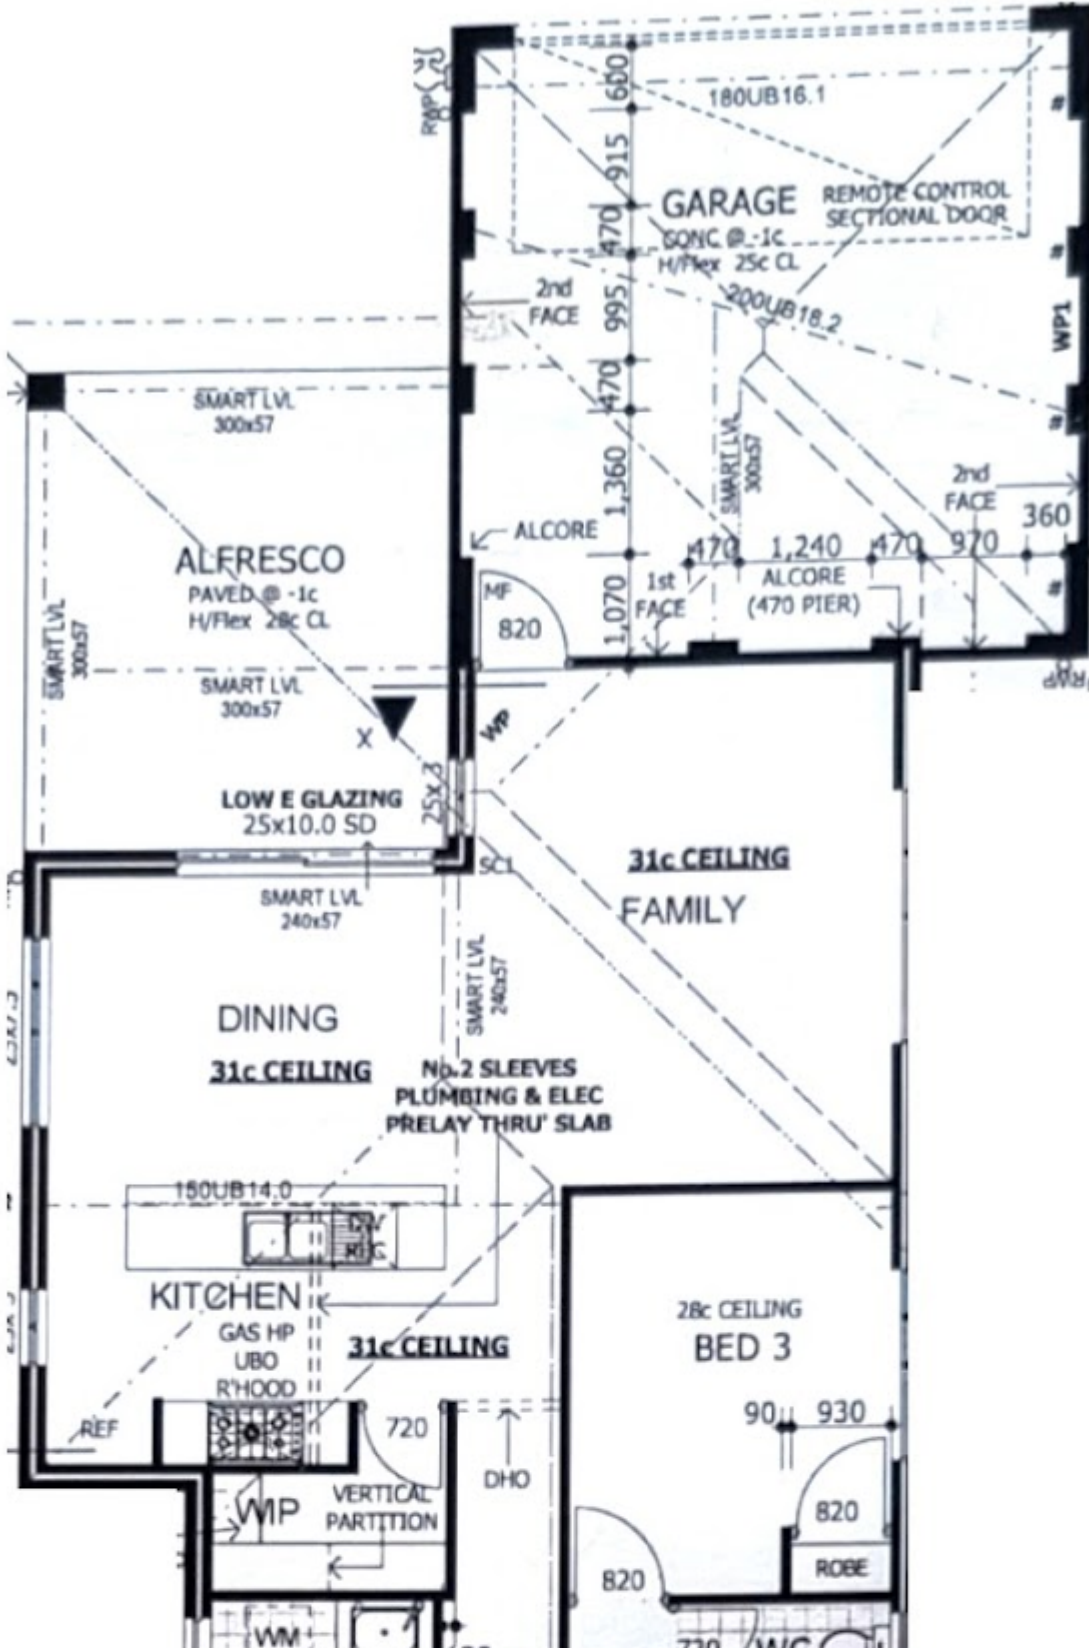 600
180UB16.1
RWP
915
GARAGE
REMOTE CONTROL
SECTIONAL DOOR
470
CONC @ -1c
H/Flex 25c CL
2nd
FACE
995
200UB18.2
WP1
470
SMART LVL
300x57
SMART LVL
300x57
1,360
2nd
FACE
360
ALCORE
470
1,240
470
970
ALFRESCO
PAVED @ -1c
H/Flex 28c CL
MF
820
1,070
1st
FACE
ALCORE
(470 PIER)
SMART LVL
300x57
SMART LVL
300x57
RWP
X
WP
LOW E GLAZING
25x10.0 SD
25x 3
SC1
31c CEILING
FAMILY
SMART LVL
240x57
SMART LVL
240x57
DINING
31c CEILING
No.2 SLEEVES
PLUMBING & ELEC
PRELAY THRU' SLAB
150UB14.0
KITCHEN
GAS HP
UBO
R'HOOD
31c CEILING
28c CEILING
BED 3
REF
720
90
930
DHO
WIP
VERTICAL
PARTITION
820
820
ROBE
WM
720
WC